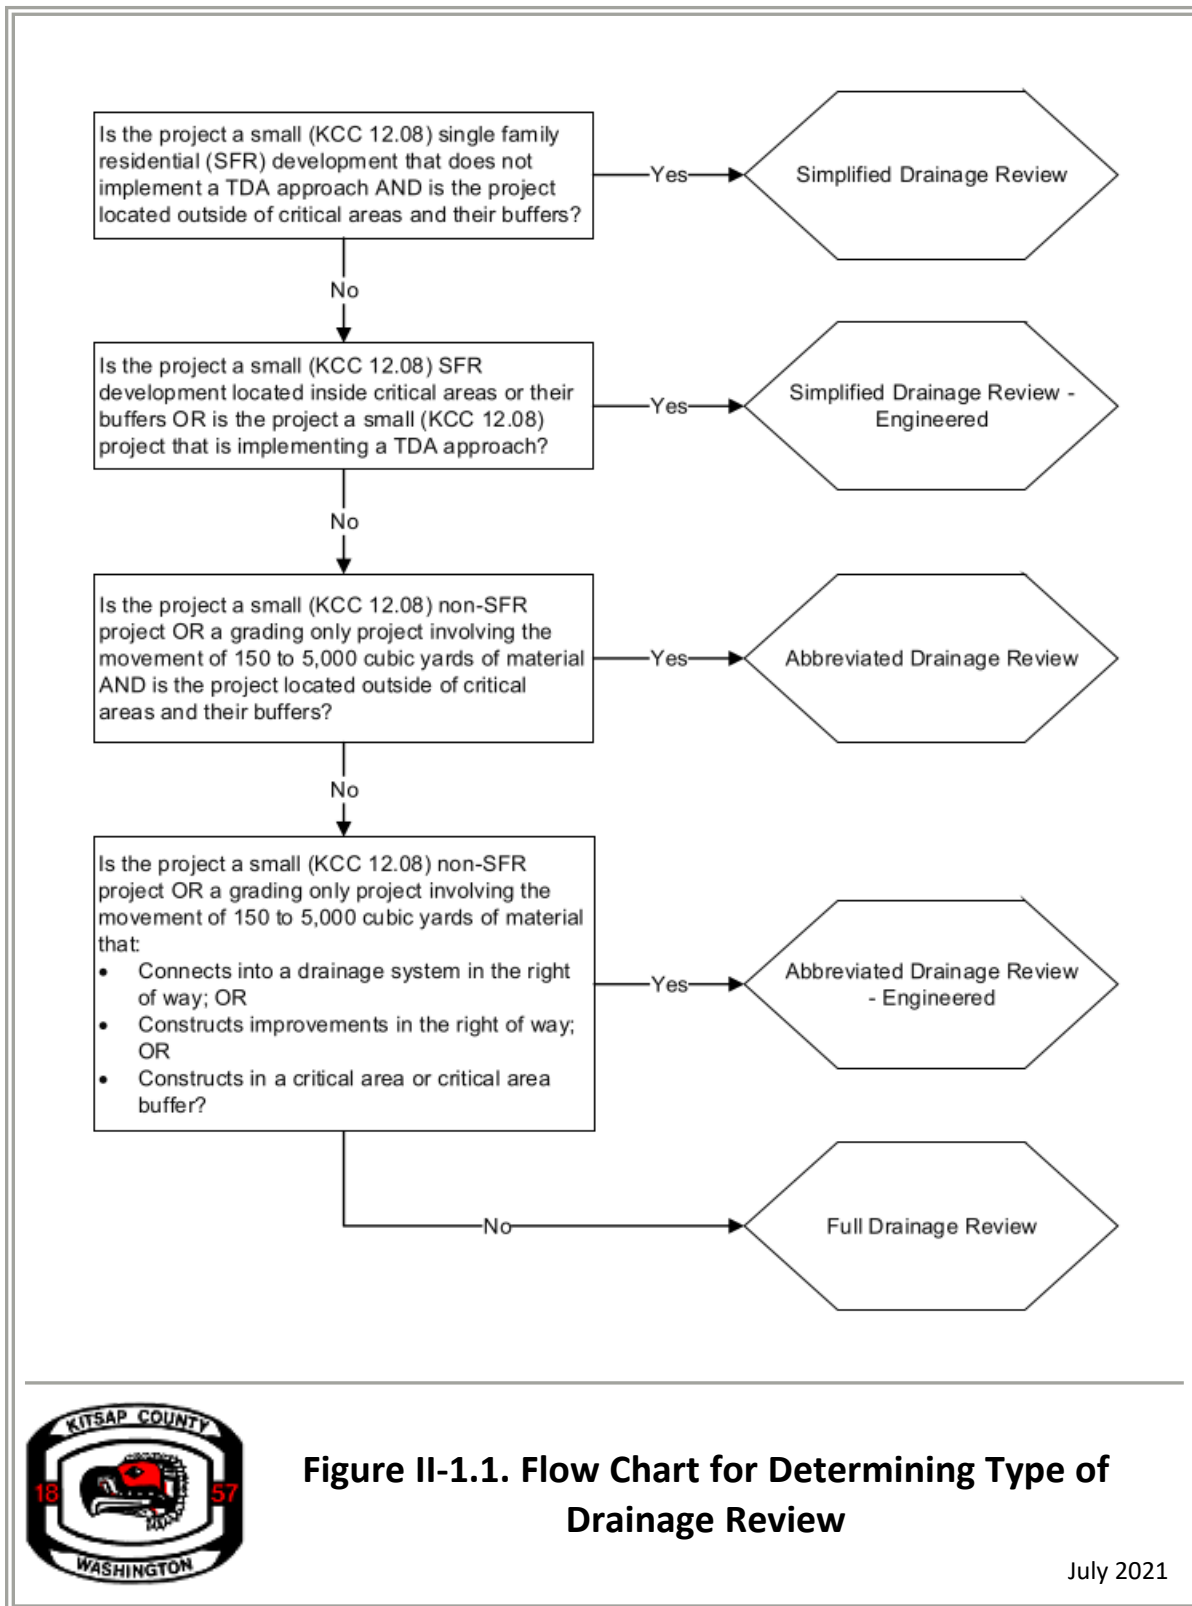 Is the project a small (KCC 12.08) single family
residential (SFR) development that does not
implement a TDA approach AND is the project
located outside of critical areas and their buffers?
Yes
Simplified Drainage Review
No
Is the project a small (KCC 12.08) SFR
development located inside critical areas or their
buffers OR is the project a small (KCC 12.08)
project that is implementing a TDA approach?
Yes
Simplified Drainage Review -
Engineered
No
Is the project a small (KCC 12.08) non-SFR
project OR a grading only project involving the
movement of 150 to 5,000 cubic yards of material
AND is the project located outside of critical
areas and their buffers?
Yes
Abbreviated Drainage Review
No
Is the project a small (KCC 12.08) non-SFR
project OR a grading only project involving the
movement of 150 to 5,000 cubic yards of material
that:
• Connects into a drainage system in the right
of way; OR
• Constructs improvements in the right of way;
OR
• Constructs in a critical area or critical area
buffer?
Yes
Abbreviated Drainage Review
- Engineered
No
Full Drainage Review
KITSAP COUNTY
18 57
WASHINGTON
Figure II-1.1. Flow Chart for Determining Type of
Drainage Review
July 2021